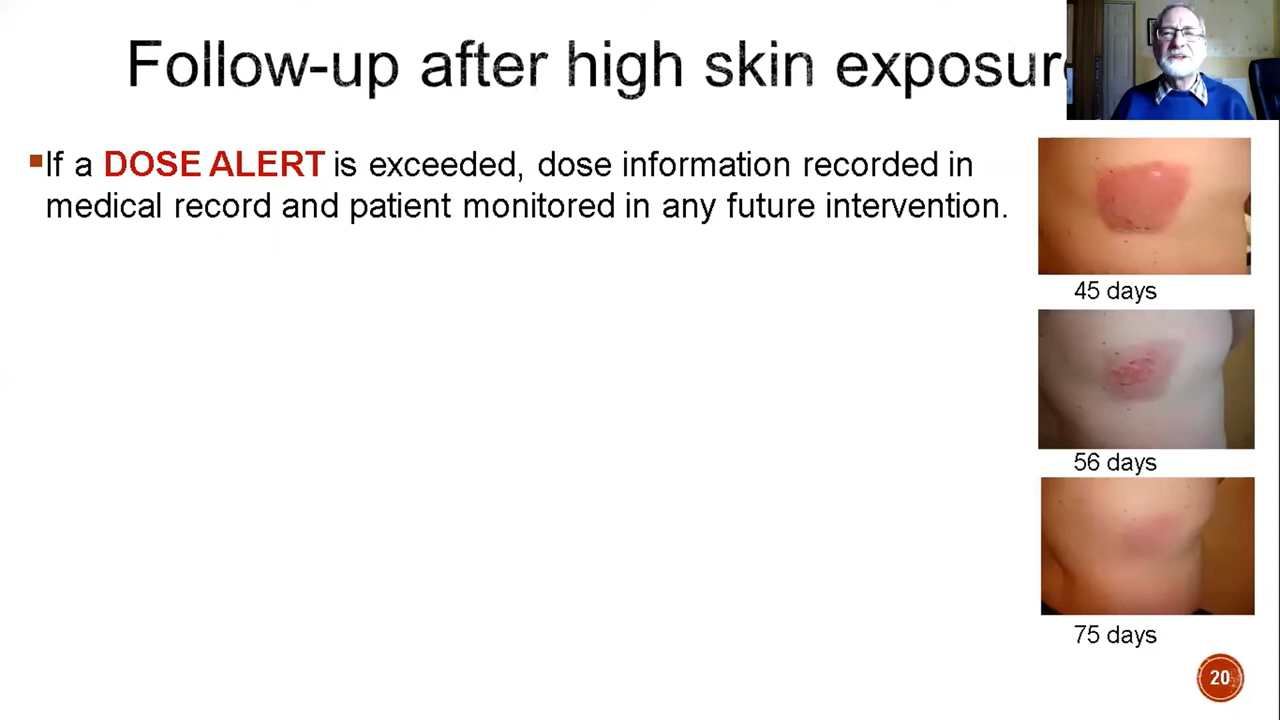 Follow-up after high skin exposur
▪If a DOSE ALERT is exceeded, dose information recorded in
medical record and patient monitored in any future intervention.
45 days
56 days
75 days
20